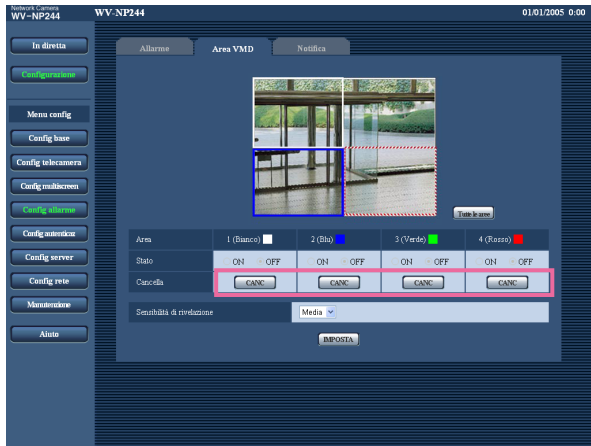 Network Camera
WV-NP244
WV-NP244
01/01/2005 0:00
In diretta
Configurazione
Menu config
Config base
Config telecamera
Config multiscreen
Config allarme
Config autenticaz
Config server
Config rete
Manutenzione
Aiuto
Allarme
Area VMD
Notifica
Tutte le aree
Area 1 (Bianco) 2 (Blu) 3 (Verde) 4 (Rosso)
Stato ON OFF ON OFF ON OFF ON OFF
Cancella CANC CANC CANC CANC
Sensibilità di rivelazione Media
IMPOSTA